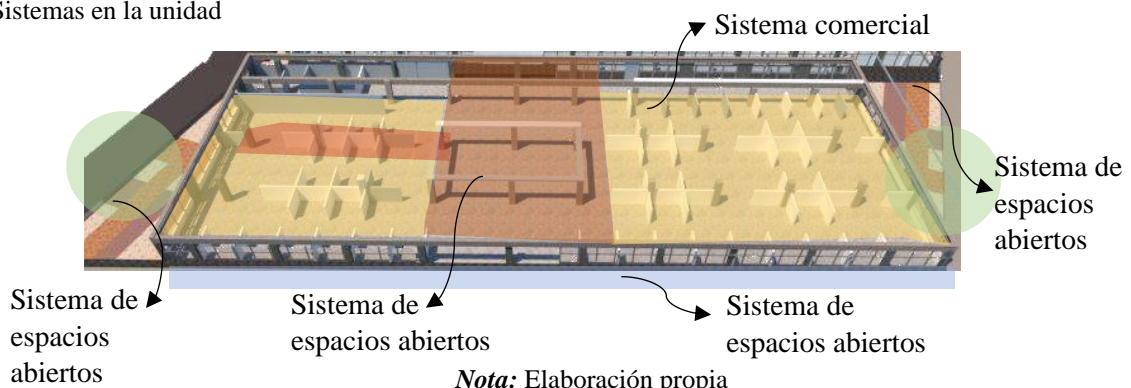 Sistemas en la unidad
Sistema comercial
Sistema de
espacios
abiertos
Sistema de
espacios
abiertos
Sistema de
espacios abiertos
Sistema de
espacios abiertos
Nota: Elaboración propia